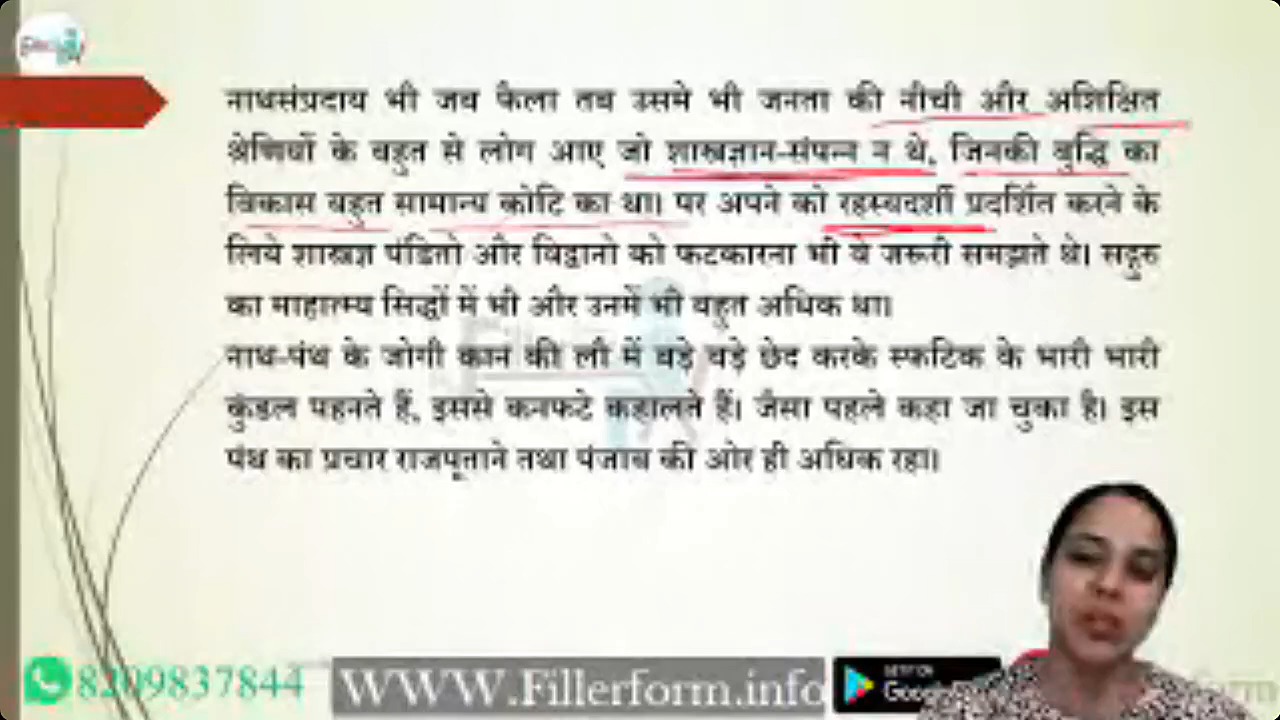 नाथसंप्रदाय भी जब फैला तब उसमे भी जनता की नीची और अशिक्षित
श्रेणियों के बहुत से लोग आए जो शास्त्रज्ञान-संपन्न न थे, जिनकी बुद्धि का
विकास बहुत सामान्य कोटि का था। पर अपने को रहस्यदर्शी प्रदर्शित करने के
लिये शास्त्रज्ञ पंडितो और विद्वानो को फटकारना भी वे जरूरी समझते थे। सद्गुरु
का माहात्म्य सिद्धों में भी और उनमें भी बहुत अधिक था।
नाथ-पंथ के जोगी कान की लौ में बड़े बड़े छेद करके स्फटिक के भारी भारी
कुंडल पहनते हैं, इससे कनफटे कहालते हैं। जैसा पहले कहा जा चुका है। इस
पंथ का प्रचार राजपूताने तथा पंजाब की ओर ही अधिक रहा।
8209837844 WWW.Fillerform.info